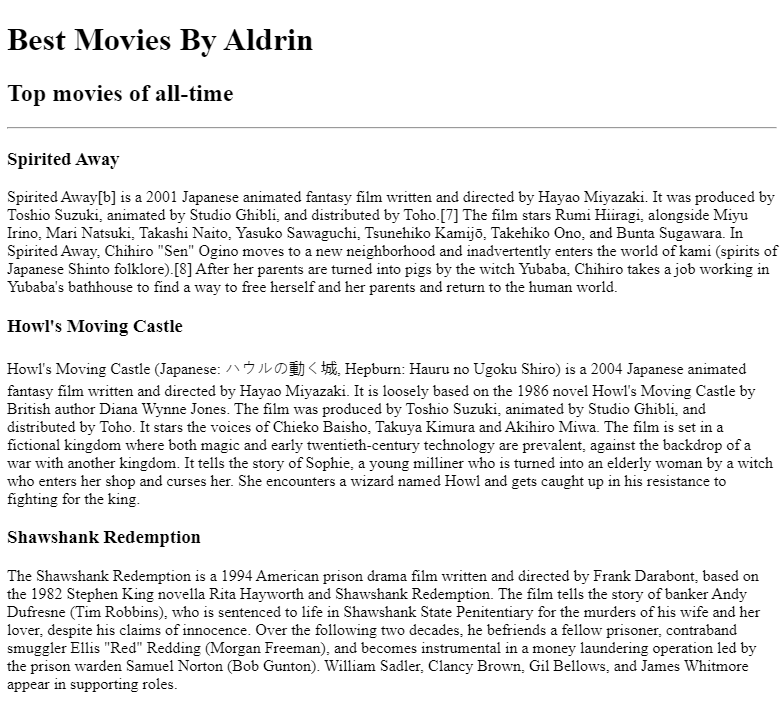 Best Movies By Aldrin
Top movies of all-time
Spirited Away
Spirited Away[b] is a 2001 Japanese animated fantasy film written and directed by Hayao Miyazaki. It was produced by
Toshio Suzuki, animated by Studio Ghibli, and distributed by Toho.[7] The film stars Rumi Hiiragi, alongside Miyu
Irino, Mari Natsuki, Takashi Naito, Yasuko Sawaguchi, Tsunehiko Kamijō, Takehiko Ono, and Bunta Sugawara. In
Spirited Away, Chihiro "Sen" Ogino moves to a new neighborhood and inadvertently enters the world of kami (spirits of
Japanese Shinto folklore).[8] After her parents are turned into pigs by the witch Yubaba, Chihiro takes a job working in
Yubaba's bathhouse to find a way to free herself and her parents and return to the human world.
Howl's Moving Castle
Howl's Moving Castle (Japanese: ハウルの動く城, Hepburn: Hauru no Ugoku Shiro) is a 2004 Japanese animated
fantasy film written and directed by Hayao Miyazaki. It is loosely based on the 1986 novel Howl's Moving Castle by
British author Diana Wynne Jones. The film was produced by Toshio Suzuki, animated by Studio Ghibli, and
distributed by Toho. It stars the voices of Chieko Baisho, Takuya Kimura and Akihiro Miwa. The film is set in a
fictional kingdom where both magic and early twentieth-century technology are prevalent, against the backdrop of a
war with another kingdom. It tells the story of Sophie, a young milliner who is turned into an elderly woman by a witch
who enters her shop and curses her. She encounters a wizard named Howl and gets caught up in his resistance to
fighting for the king.
Shawshank Redemption
The Shawshank Redemption is a 1994 American prison drama film written and directed by Frank Darabont, based on
the 1982 Stephen King novella Rita Hayworth and Shawshank Redemption. The film tells the story of banker Andy
Dufresne (Tim Robbins), who is sentenced to life in Shawshank State Penitentiary for the murders of his wife and her
lover, despite his claims of innocence. Over the following two decades, he befriends a fellow prisoner, contraband
smuggler Ellis "Red" Redding (Morgan Freeman), and becomes instrumental in a money laundering operation led by
the prison warden Samuel Norton (Bob Gunton). William Sadler, Clancy Brown, Gil Bellows, and James Whitmore
appear in supporting roles.